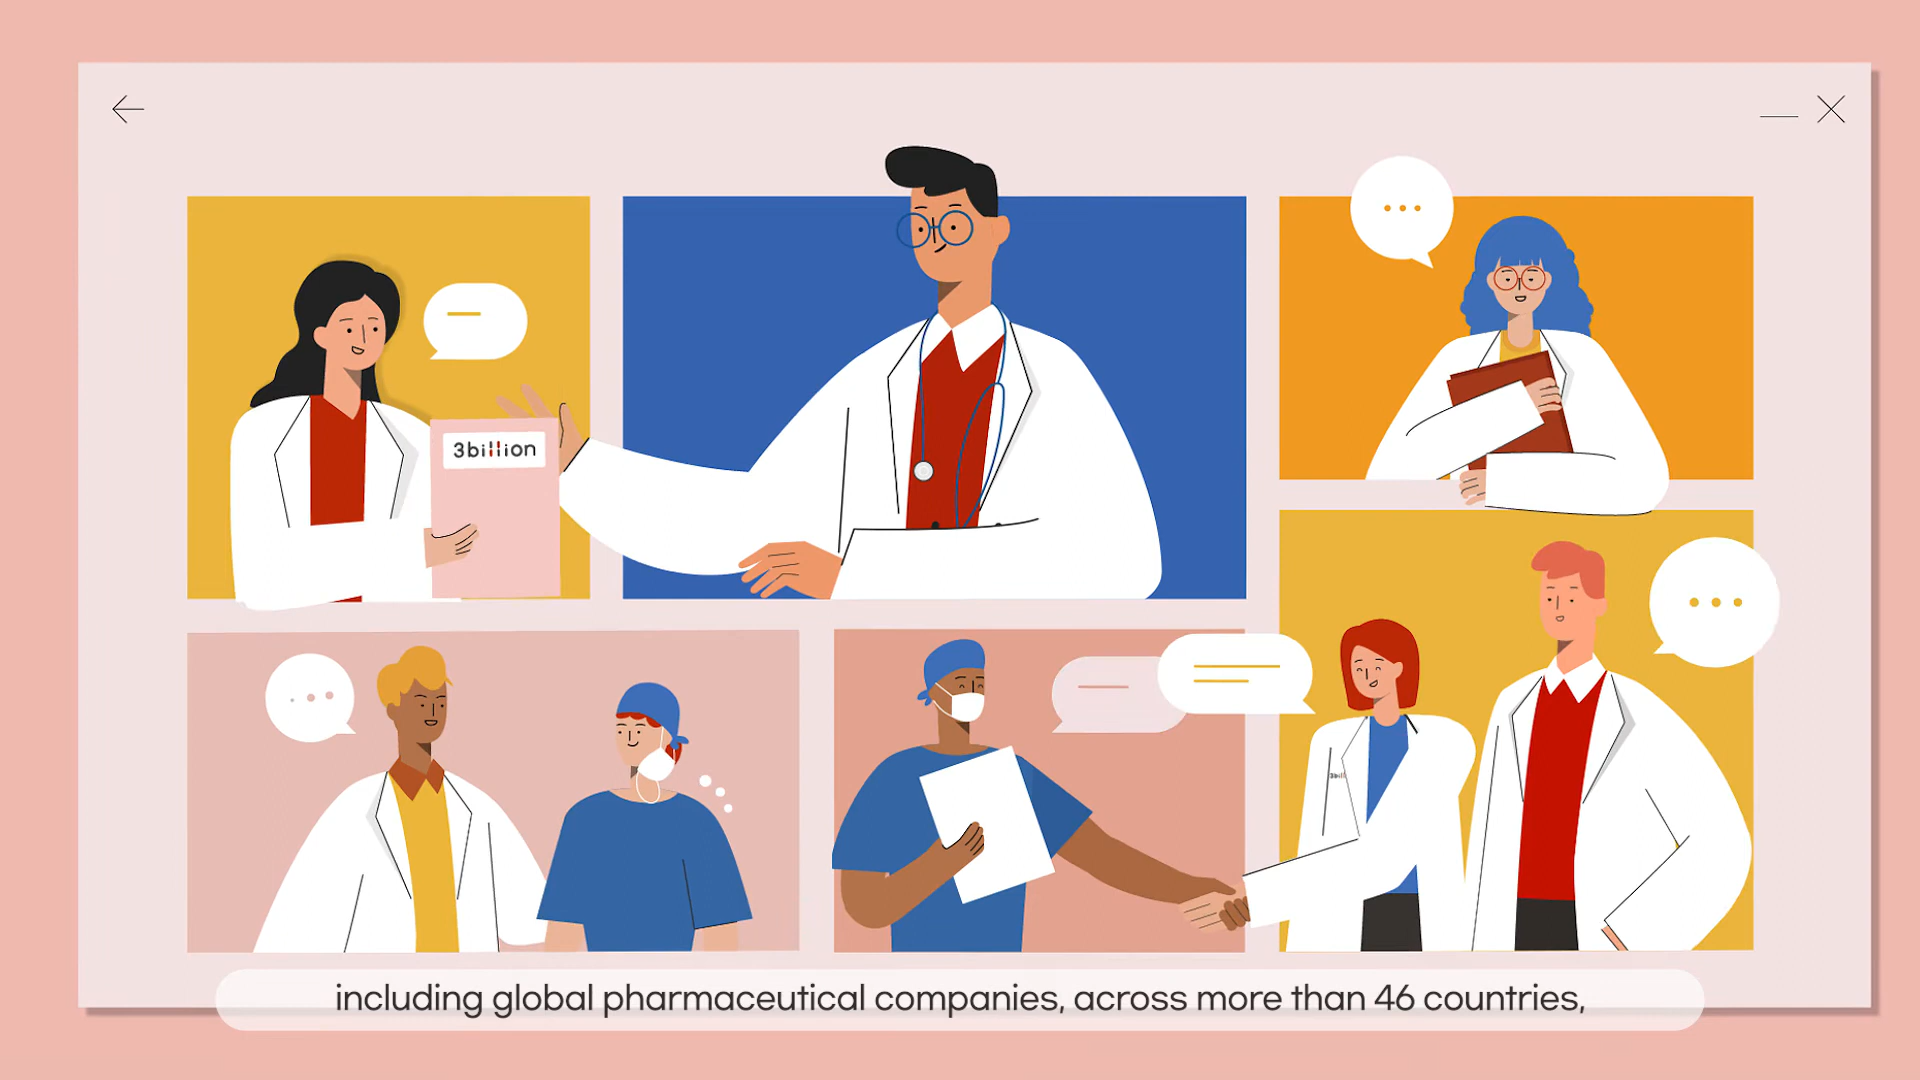 3billion
including global pharmaceutical companies, across more than 46 countries,